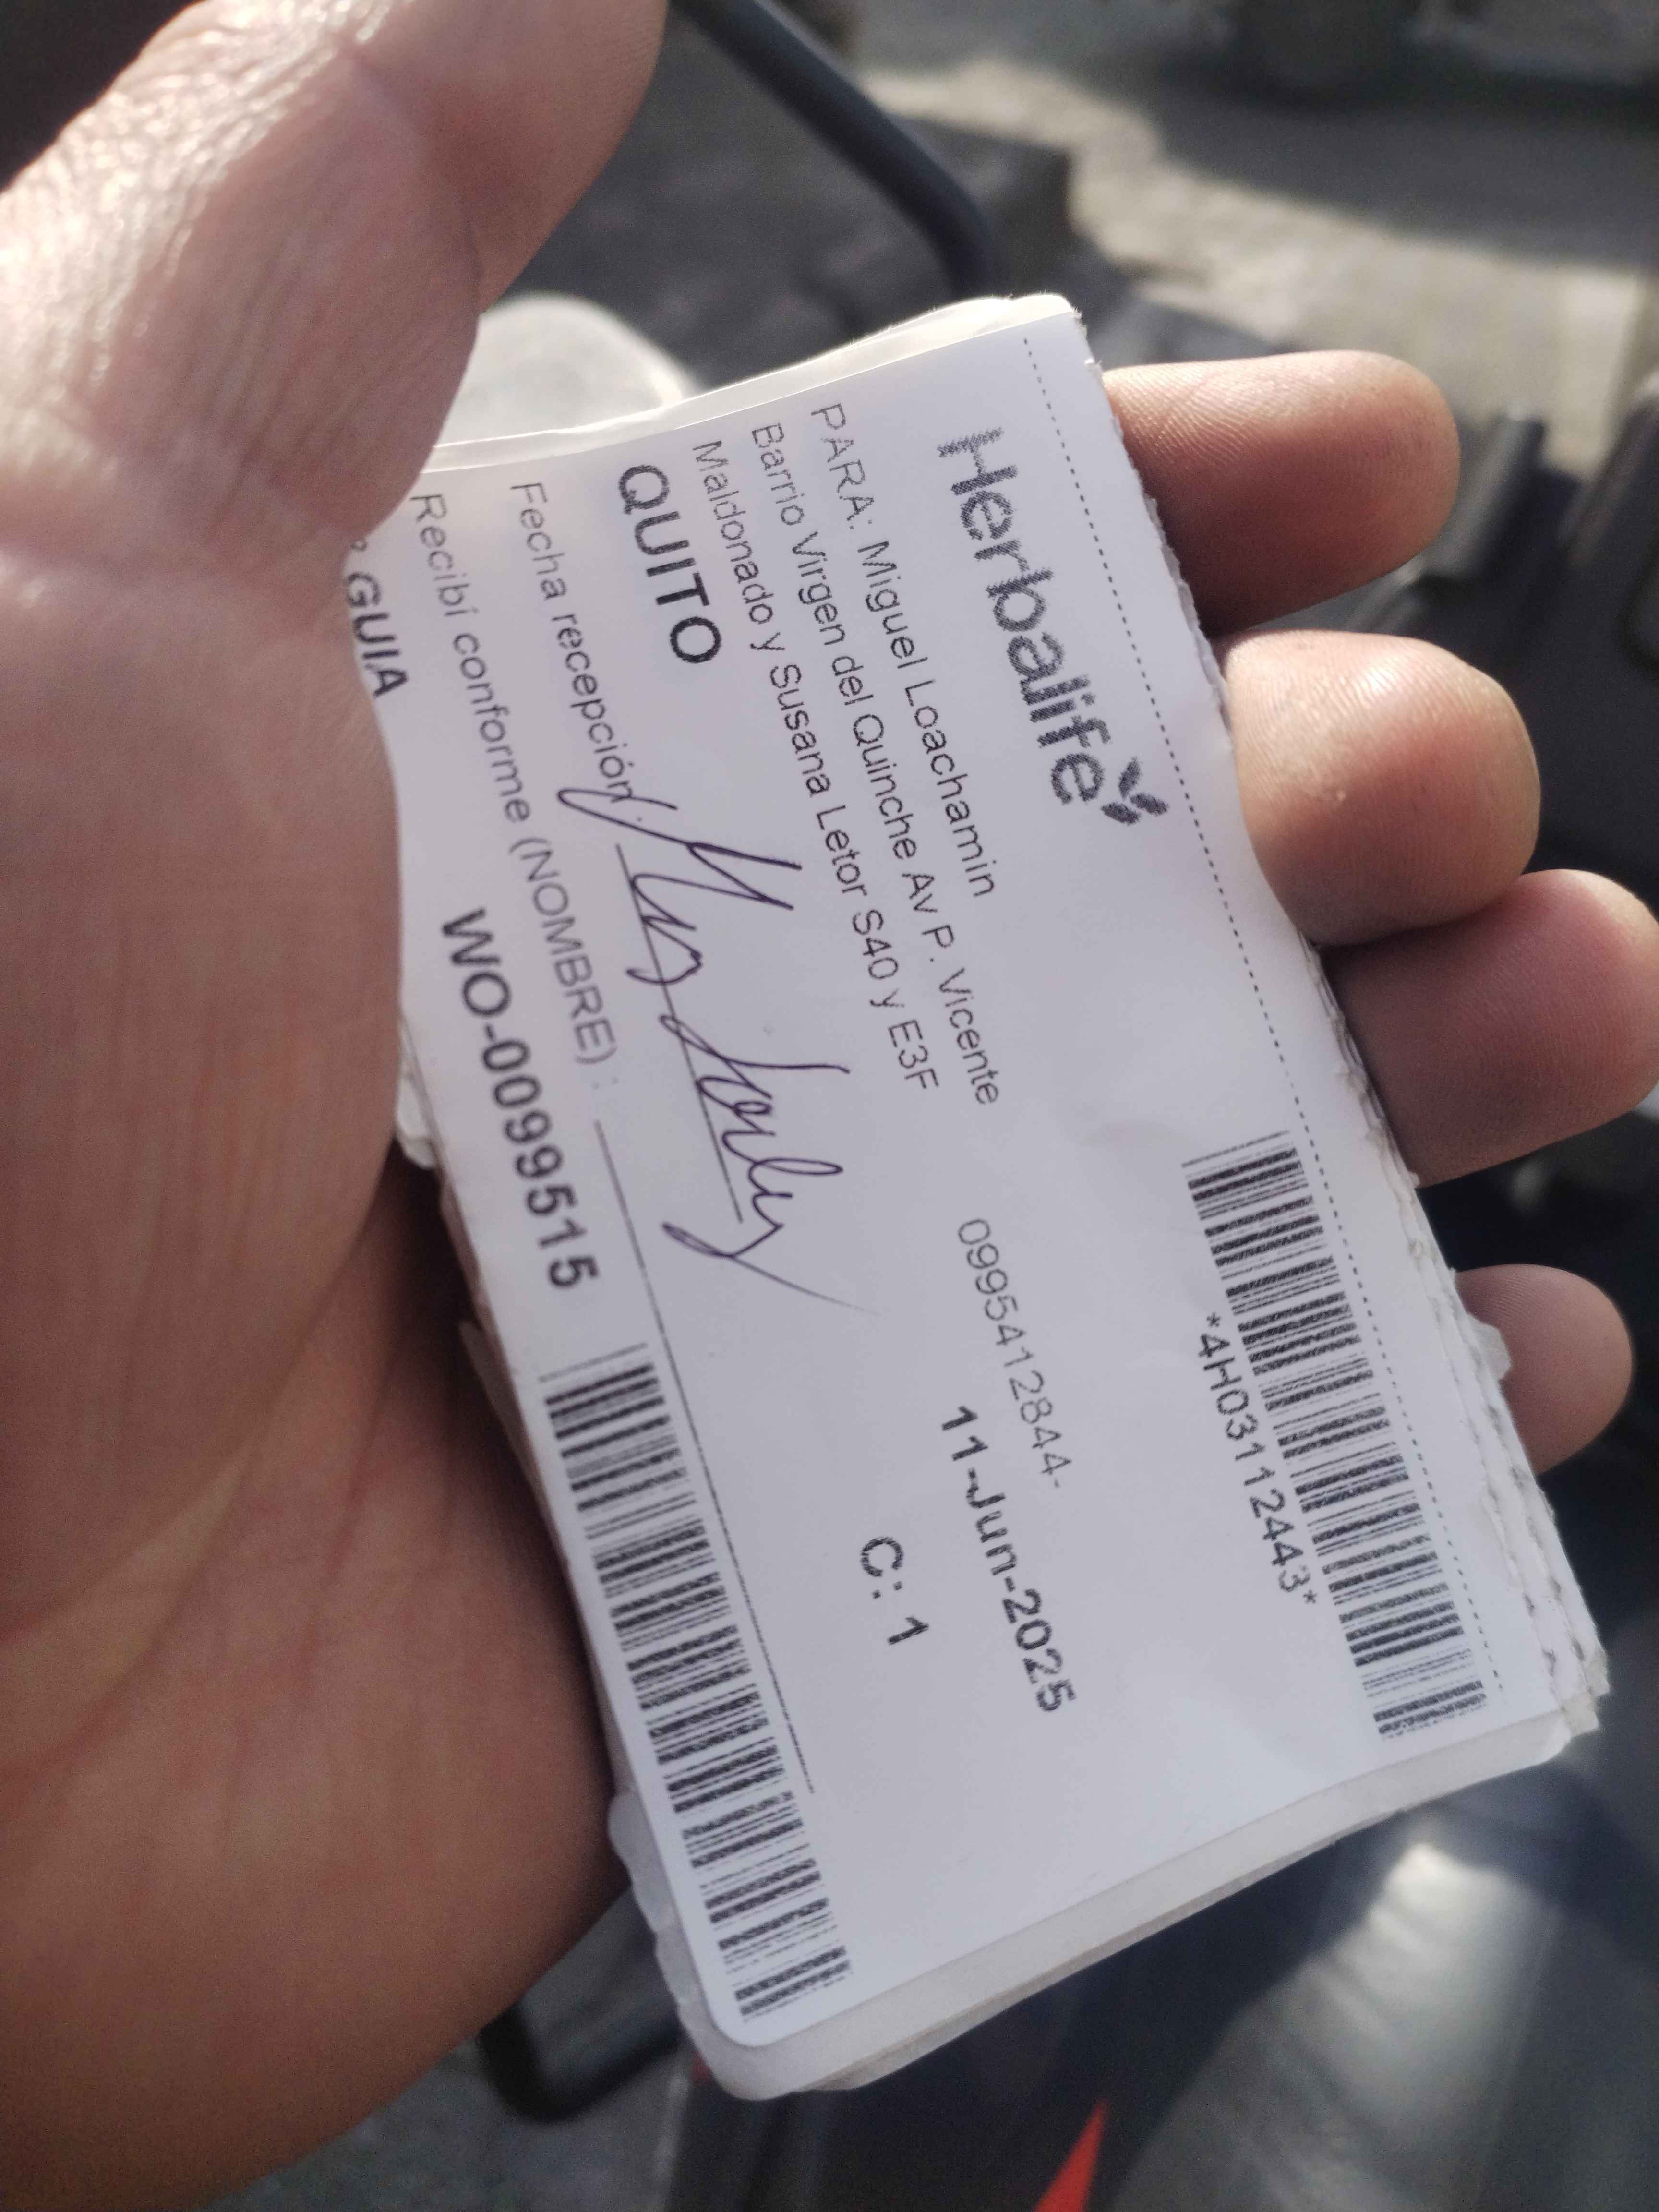 Herbalife
*4H03112443*
PARA: Miguel Loachamin
0995412844-
Barrio Virgen del Quinche Av P. Vicente
Maldonado y Susana Letor S40 y E3F
11-Jun-2025
QUITO
C: 1
Fecha recepción
Recibí conforme (NOMBRE) :
GUIA
WO-0099515